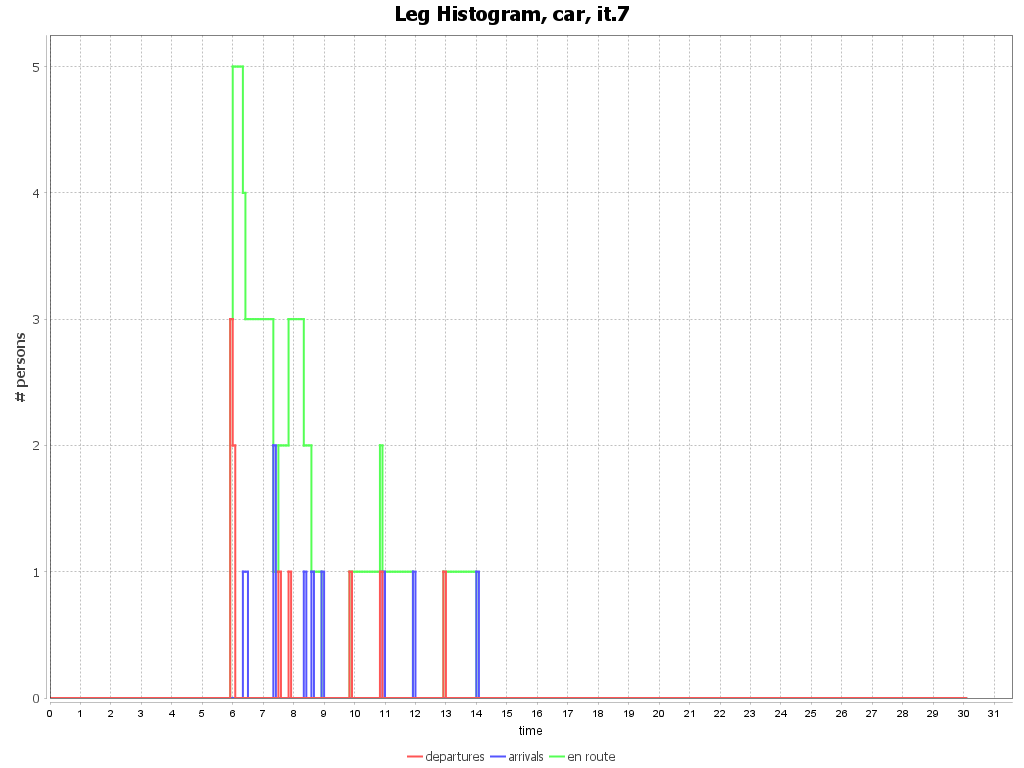 Leg Histogram, car, it.7
5
4
3
2
1
0
# persons
0 1 2 3 4 5 6 7 8 9 10 11 12 13 14 15 16 17 18 19 20 21 22 23 24 25 26 27 28 29 30 31
time
departures arrivals en route